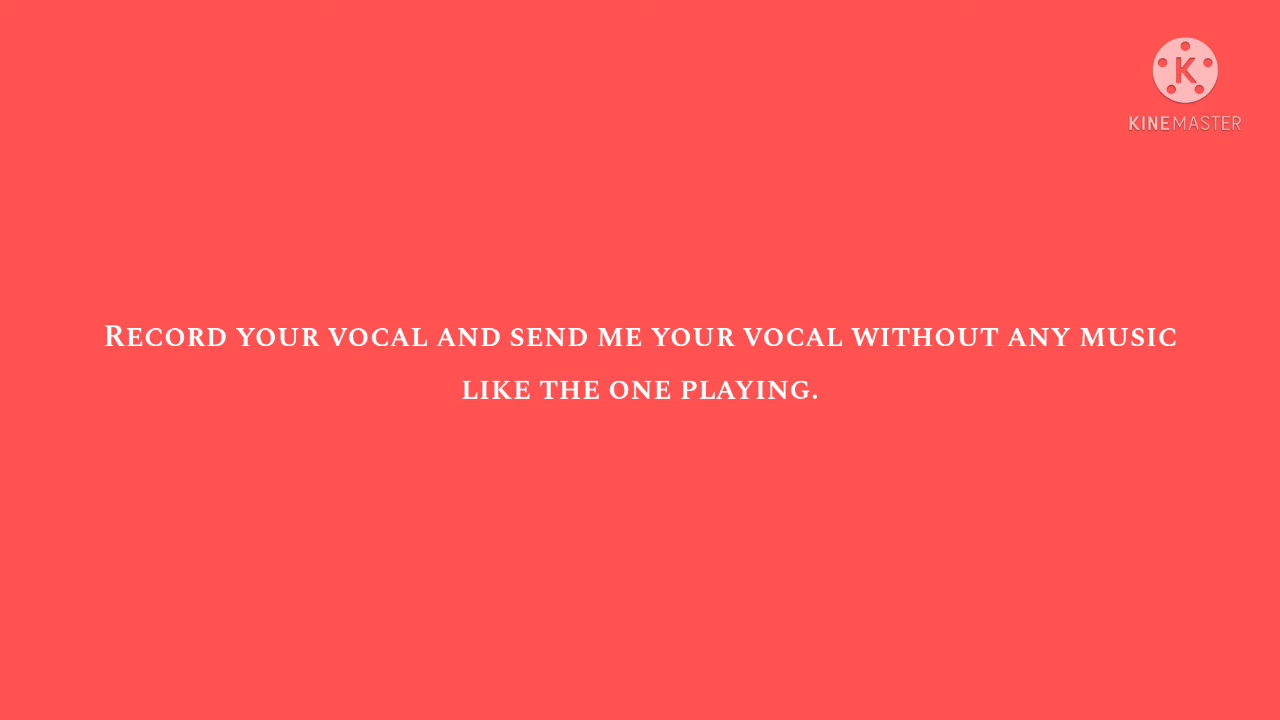 K
KINEMASTER
Record your vocal and send me your vocal without any music
like the one playing.